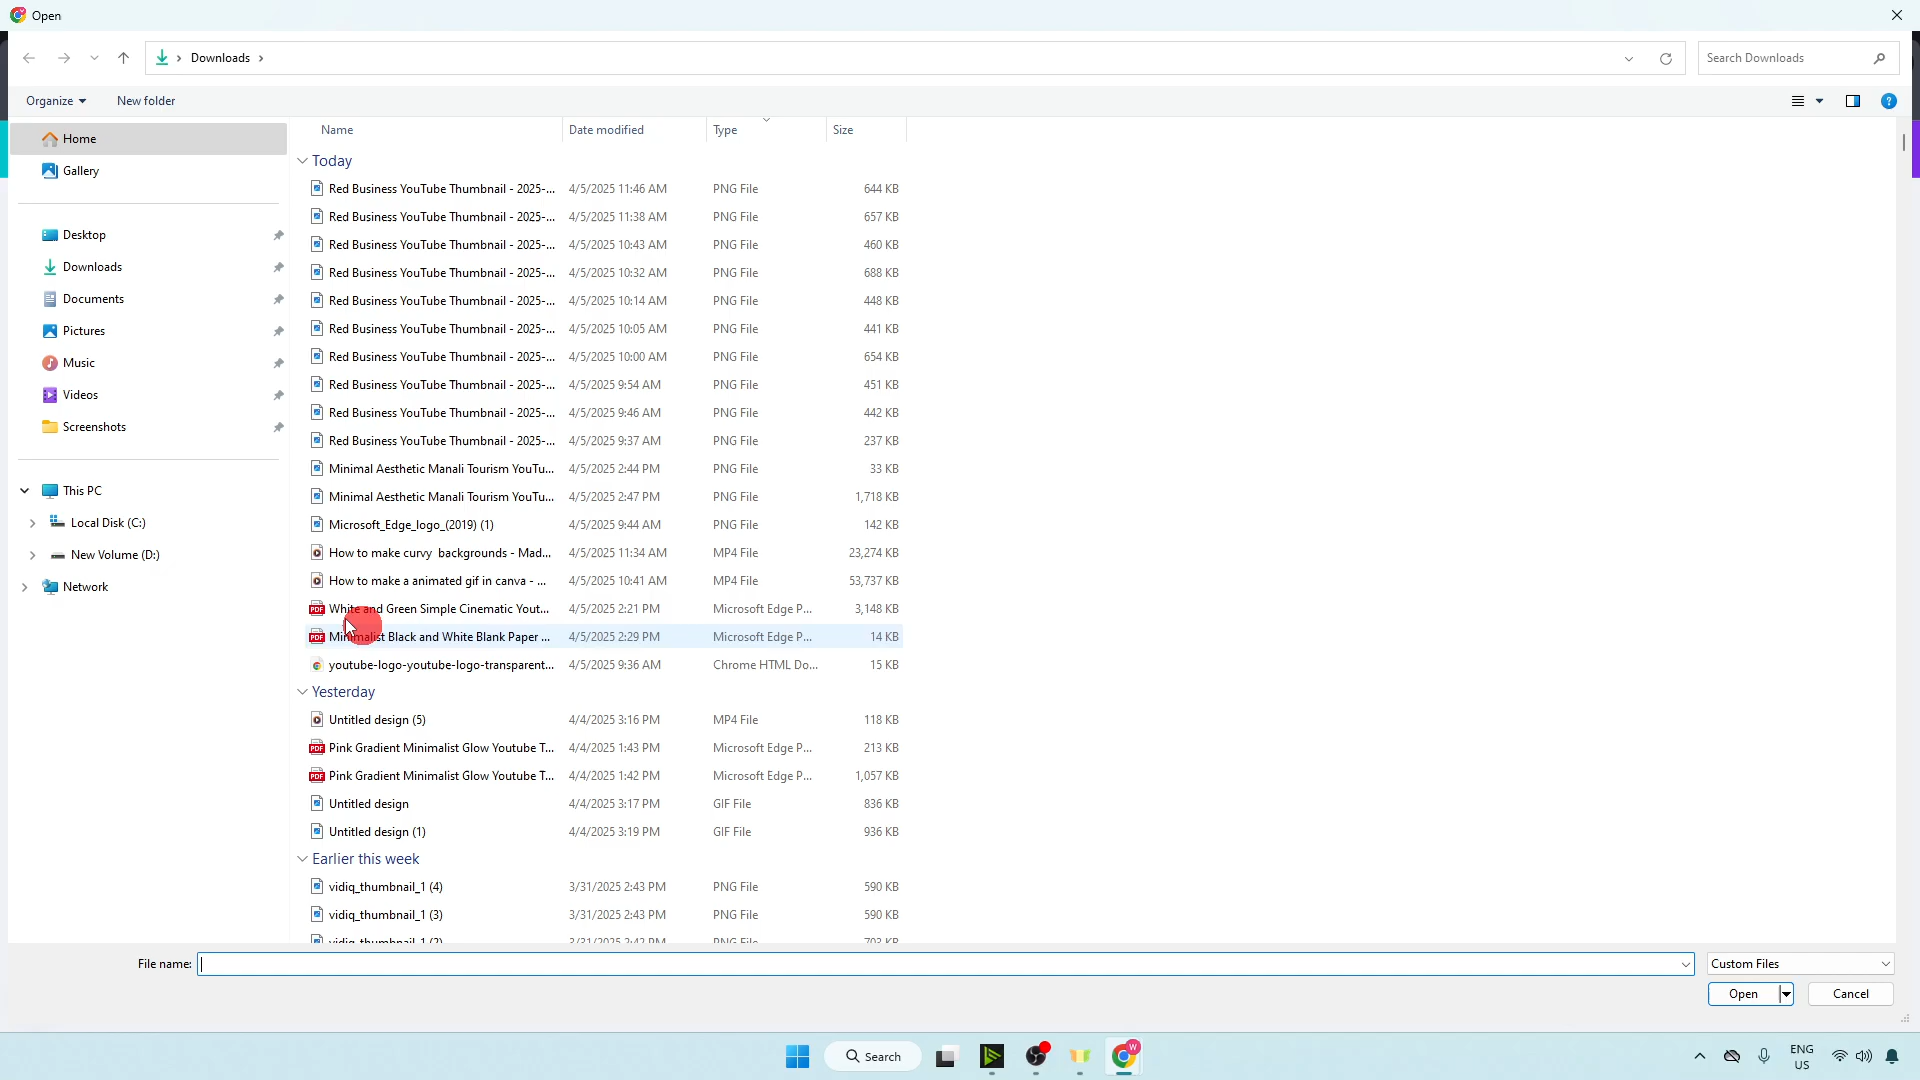 Open
Downloads
Search Downloads
Organize
New folder
Home
Gallery
Desktop
Downloads
Documents
Pictures
Music
Videos
Screenshots
This PC
Local Disk (C:)
New Volume (D:)
Network
Name Date modified Type Size
Today
Red Business YouTube Thumbnail - 2025-... 4/5/2025 11:46 AM PNG File 644 KB
Red Business YouTube Thumbnail - 2025-... 4/5/2025 11:38 AM PNG File 657 KB
Red Business YouTube Thumbnail - 2025-... 4/5/2025 10:43 AM PNG File 460 KB
Red Business YouTube Thumbnail - 2025-... 4/5/2025 10:32 AM PNG File 688 KB
Red Business YouTube Thumbnail - 2025-... 4/5/2025 10:14 AM PNG File 448 KB
Red Business YouTube Thumbnail - 2025-... 4/5/2025 10:05 AM PNG File 441 KB
Red Business YouTube Thumbnail - 2025-... 4/5/2025 10:00 AM PNG File 654 KB
Red Business YouTube Thumbnail - 2025-... 4/5/2025 9:54 AM PNG File 451 KB
Red Business YouTube Thumbnail - 2025-... 4/5/2025 9:46 AM PNG File 442 KB
Red Business YouTube Thumbnail - 2025-... 4/5/2025 9:37 AM PNG File 237 KB
Minimal Aesthetic Manali Tourism YouTu... 4/5/2025 2:44 PM PNG File 33 KB
Minimal Aesthetic Manali Tourism YouTu... 4/5/2025 2:47 PM PNG File 1,718 KB
Microsoft_Edge_logo_(2019) (1) 4/5/2025 9:44 AM PNG File 142 KB
How to make curvy backgrounds - Mad... 4/5/2025 11:34 AM MP4 File 23,274 KB
How to make a animated gif in canva - ... 4/5/2025 10:41 AM MP4 File 53,737 KB
White and Green Simple Cinematic Yout... 4/5/2025 2:21 PM Microsoft Edge P... 3,148 KB
Minimalist Black and White Blank Paper ... 4/5/2025 2:29 PM Microsoft Edge P... 14 KB
youtube-logo-youtube-logo-transparent... 4/5/2025 9:36 AM Chrome HTML Do... 15 KB
Yesterday
Untitled design (5) 4/4/2025 3:16 PM MP4 File 118 KB
Pink Gradient Minimalist Glow Youtube T... 4/4/2025 1:43 PM Microsoft Edge P... 213 KB
Pink Gradient Minimalist Glow Youtube T... 4/4/2025 1:42 PM Microsoft Edge P... 1,057 KB
Untitled design 4/4/2025 3:17 PM GIF File 836 KB
Untitled design (1) 4/4/2025 3:19 PM GIF File 936 KB
Earlier this week
vidiq_thumbnail_1 (4) 3/31/2025 2:43 PM PNG File 590 KB
vidiq_thumbnail_1 (3) 3/31/2025 2:43 PM PNG File 590 KB
vidiq_thumbnail_1 (2) 3/31/2025 2:42 PM PNG File 703 KB
File name:
Custom Files
Open
Cancel
Search
ENG
US